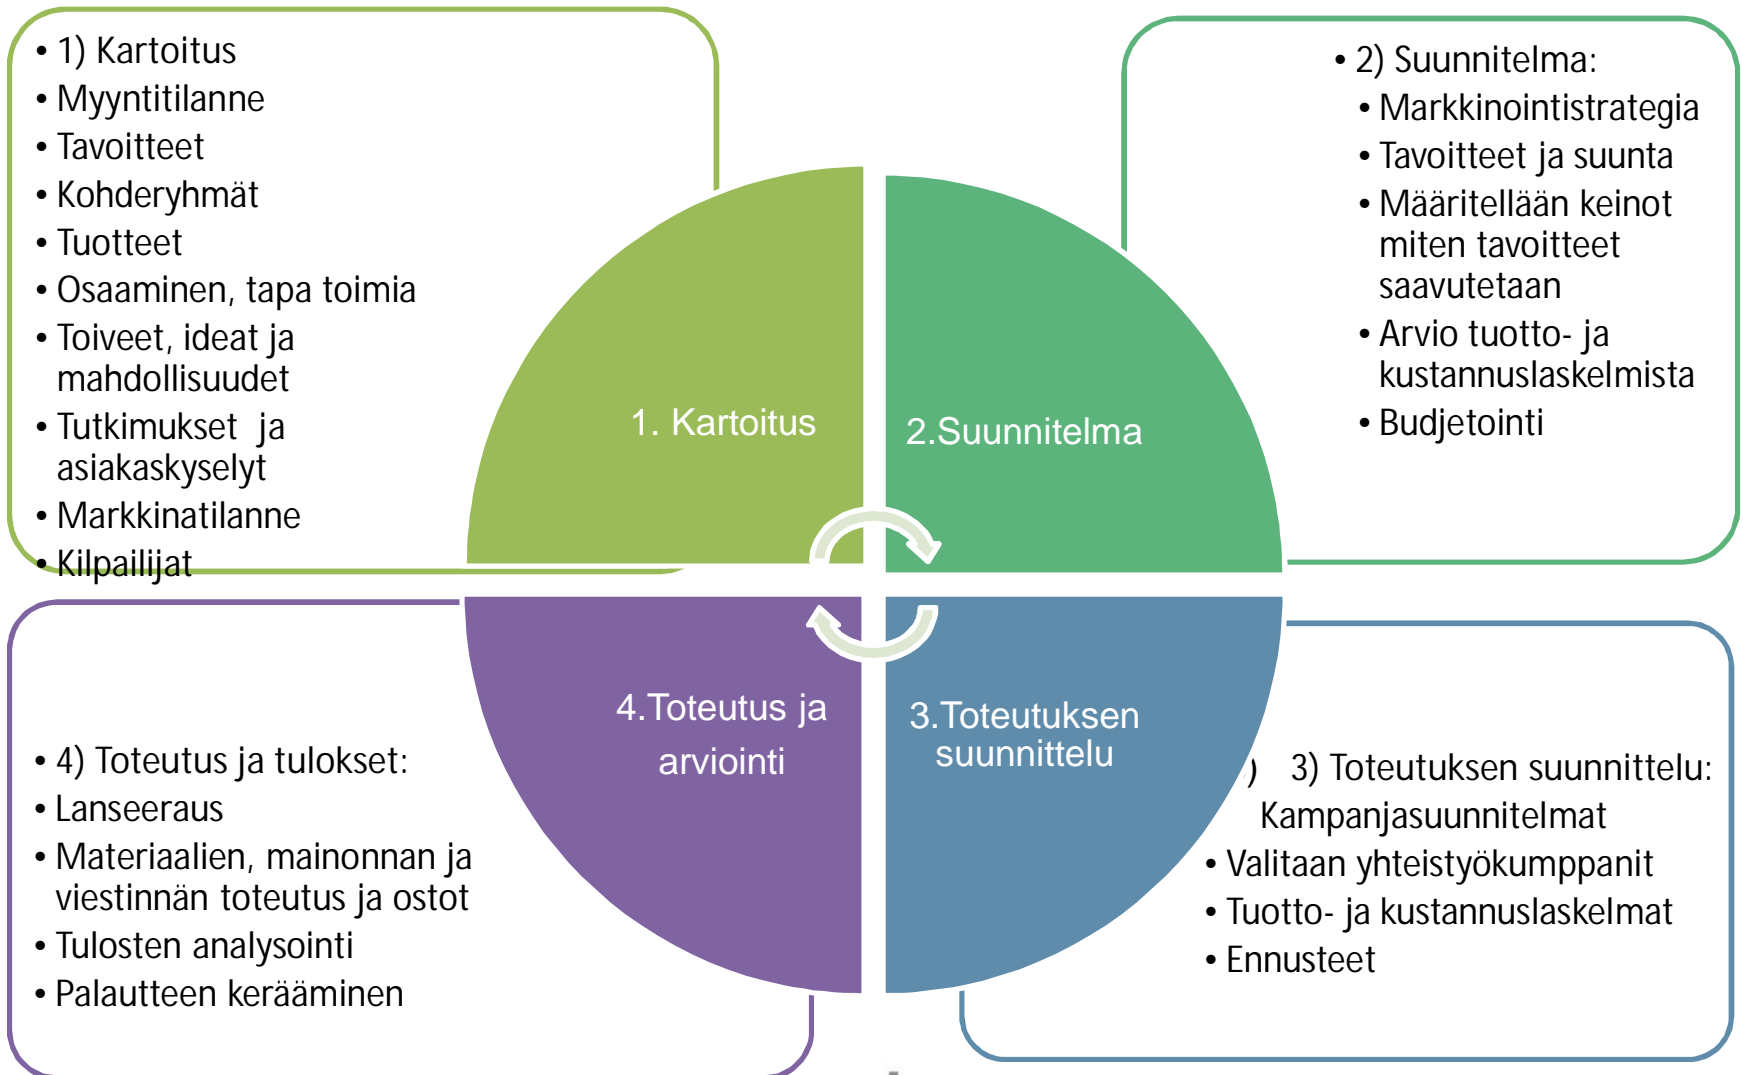 • 1) Kartoitus
• Myyntitilanne
• Tavoitteet
• Kohderyhmät
• Tuotteet
• Osaaminen, tapa toimia
• Toiveet, ideat ja
mahdollisuudet
• Tutkimukset ja
asiakaskyselyt
• Markkinatilanne
• Kilpailijat
• 2) Suunnitelma:
• Markkinointistrategia
• Tavoitteet ja suunta
• Määritellään keinot
miten tavoitteet
saavutetaan
• Arvio tuotto- ja
kustannuslaskelmista
• Budjetointi
1. Kartoitus
2.Suunnitelma
4.Toteutus ja
arviointi
3.Toteutuksen
suunnittelu
• 4) Toteutus ja tulokset:
• Lanseeraus
• Materiaalien, mainonnan ja
viestinnän toteutus ja ostot
• Tulosten analysointi
• Palautteen kerääminen
) 3) Toteutuksen suunnittelu:
Kampanjasuunnitelmat
• Valitaan yhteistyökumppanit
• Tuotto- ja kustannuslaskelmat
• Ennusteet